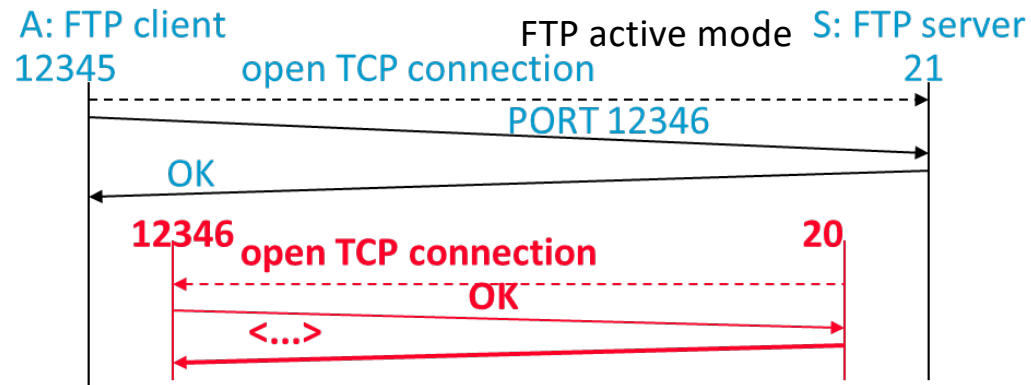 A: FTP client FTP active mode S: FTP server
12345 open TCP connection 21
PORT 12346
OK
12346 open TCP connection 20
OK
<...>